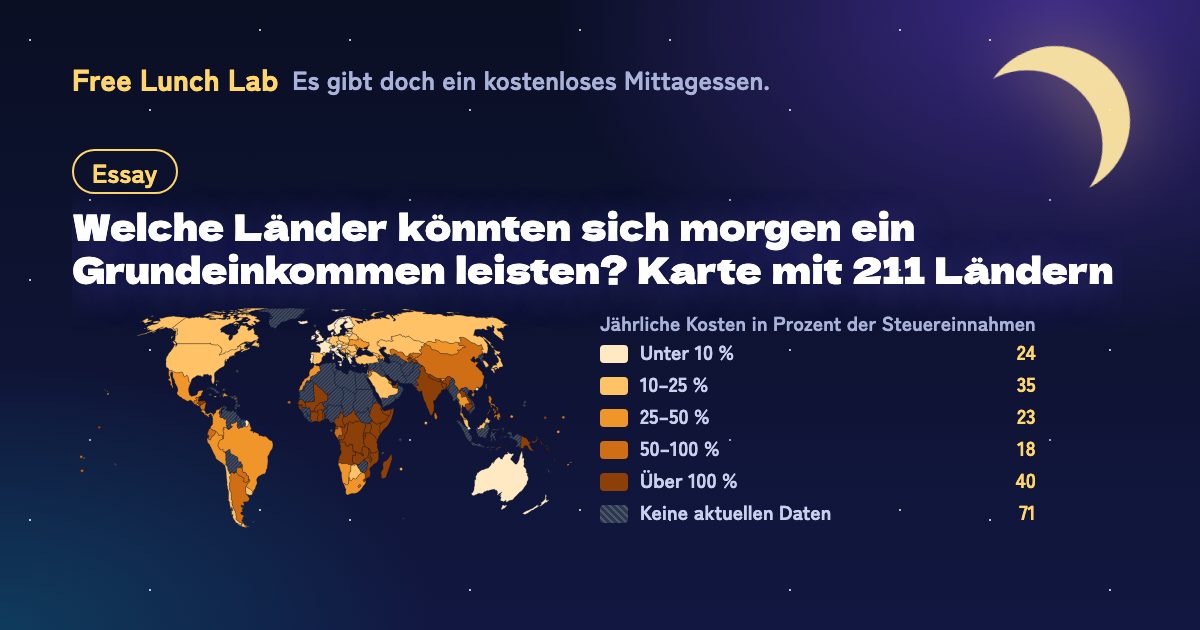 Free Lunch Lab Es gibt doch ein kostenloses Mittagessen.
Essay
Welche Länder könnten sich morgen ein
Grundeinkommen leisten? Karte mit 211 Ländern
Jährliche Kosten in Prozent der Steuereinnahmen
Unter 10 % 24
10–25 % 35
25–50 % 23
50–100 % 18
Über 100 % 40
Keine aktuellen Daten 71